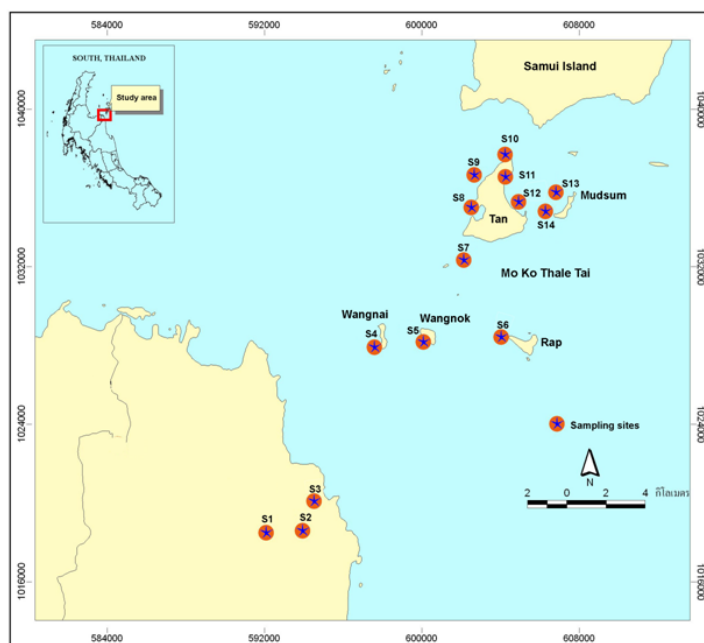 584000
592000
600000
608000
SOUTH, THAILAND
Study area
Samui Island
1040000
1040000
S10
S9
S11
S13
S12
Mudsum
S8
S14
Tan
S7
1032000
1032000
Mo Ko Thale Tai
Wangnai
Wangnok
S4
S5
S6
Rap
1024000
1024000
Sampling sites
N
S3
2 0 2 4 กิโลเมตร
S1
S2
1016000
1016000
584000
592000
600000
608000